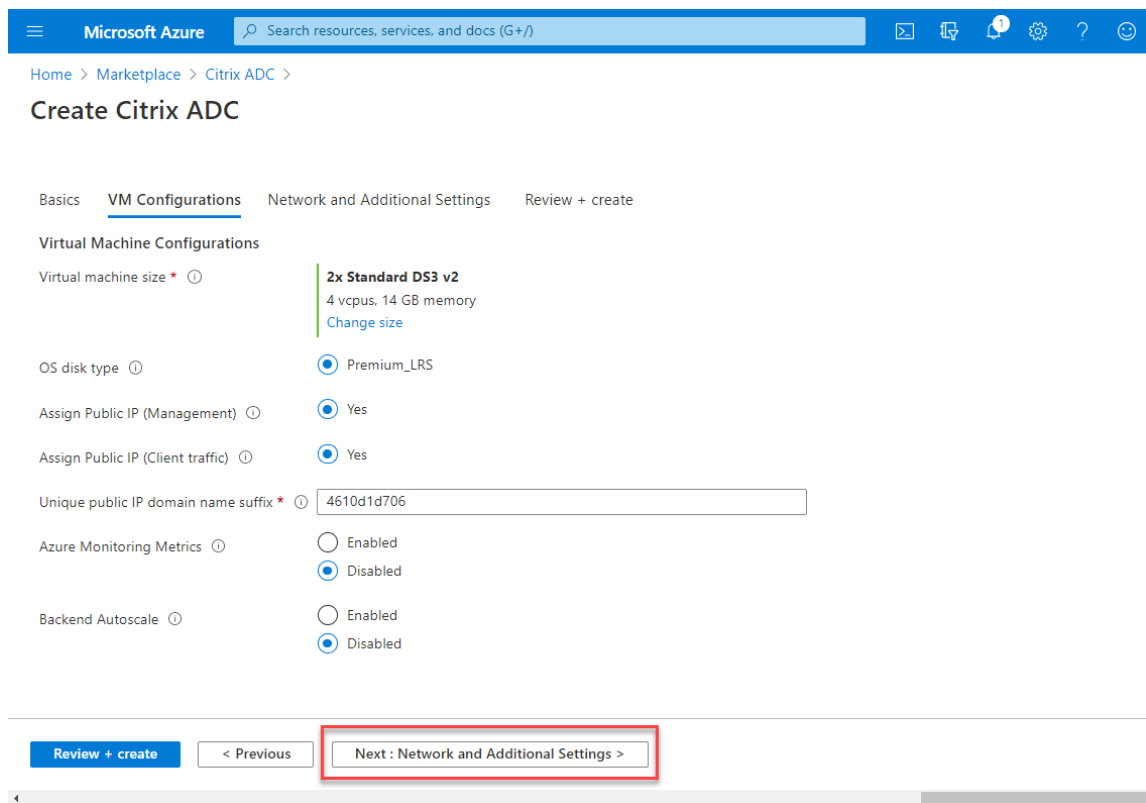 Microsoft Azure
Search resources, services, and docs (G+/)
1
Home > Marketplace > Citrix ADC >
Create Citrix ADC
Basics VM Configurations Network and Additional Settings Review + create
Virtual Machine Configurations
Virtual machine size *
2x Standard DS3 v2
4 vcpus, 14 GB memory
Change size
OS disk type
Premium_LRS
Assign Public IP (Management)
Yes
Assign Public IP (Client traffic)
Yes
Unique public IP domain name suffix *
4610d1d706
Azure Monitoring Metrics
Enabled
Disabled
Backend Autoscale
Enabled
Disabled
Review + create
< Previous
Next : Network and Additional Settings >